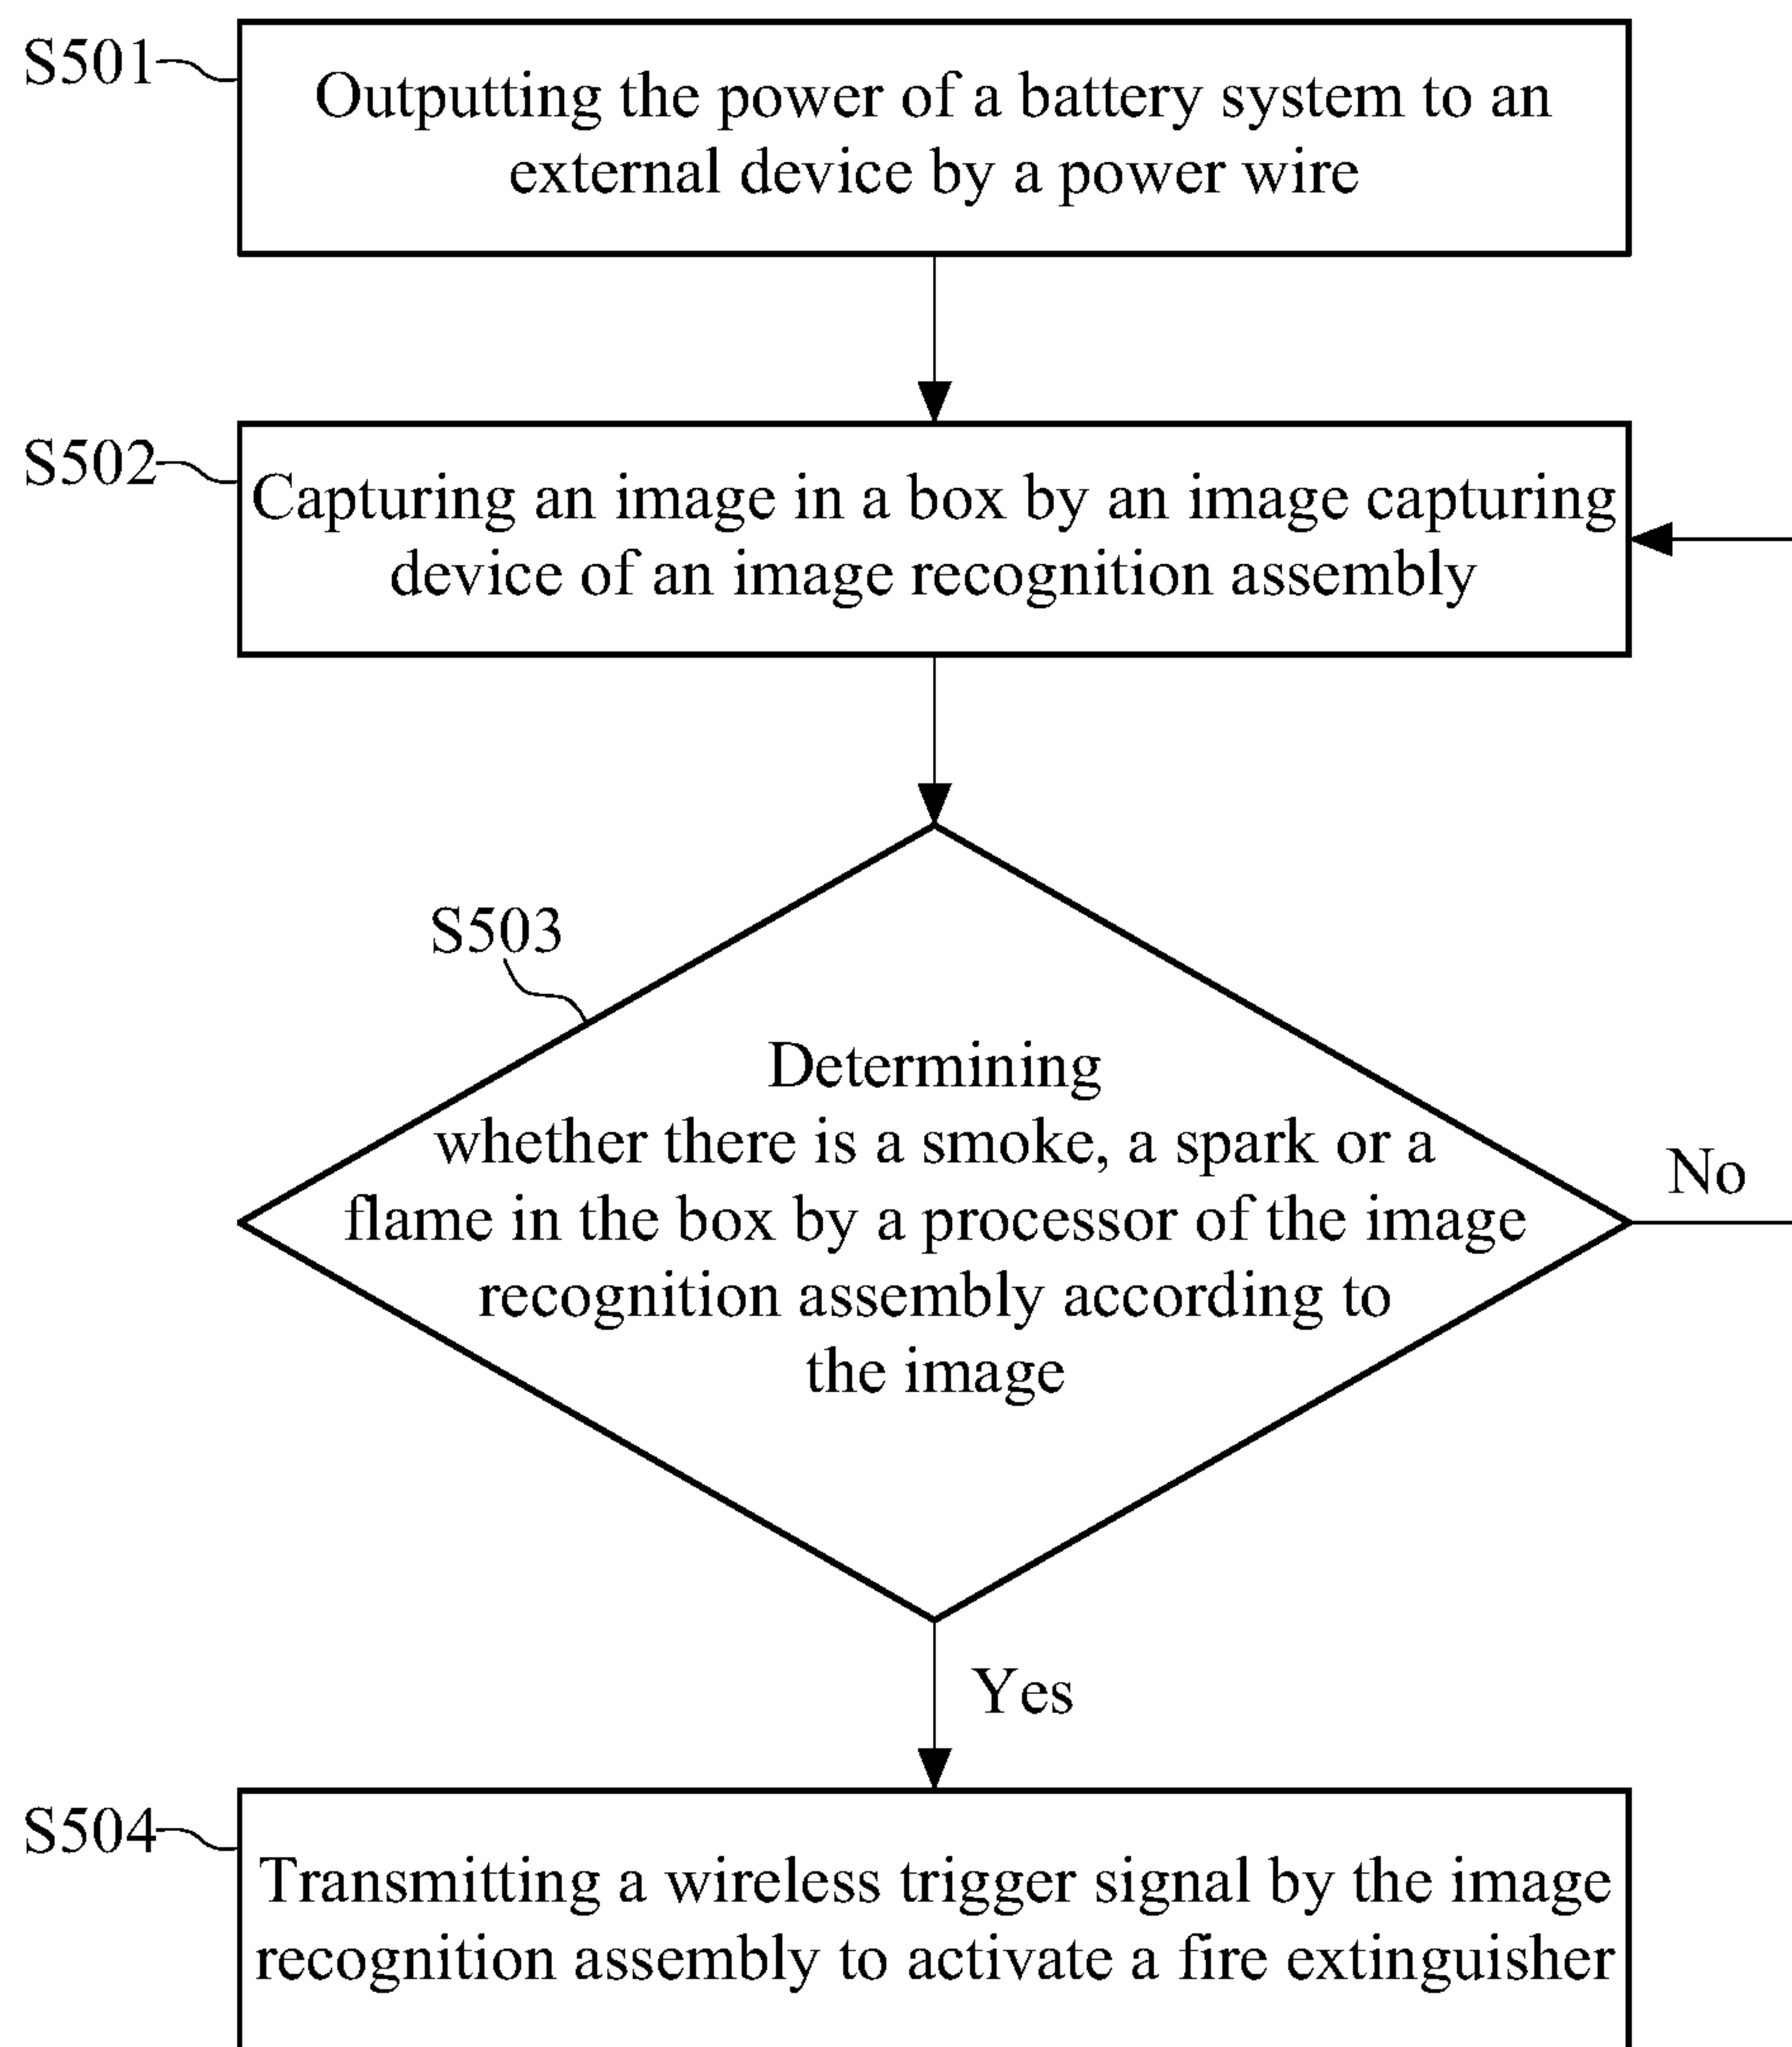 S501
Outputting the power of a battery system to an
external device by a power wire
S502
Capturing an image in a box by an image capturing
device of an image recognition assembly
S503
Determining
whether there is a smoke, a spark or a
flame in the box by a processor of the image
recognition assembly according to
the image
No
Yes
S504
Transmitting a wireless trigger signal by the image
recognition assembly to activate a fire extinguisher